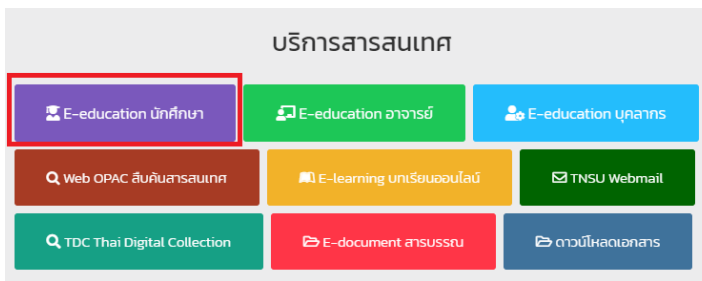 บริการสารสนเทศ
E-education นักศึกษา
E-education อาจารย์
E-education บุคลากร
Web OPAC สืบค้นสารสนเทศ
E-learning บทเรียนออนไลน์
TNSU Webmail
TDC Thai Digital Collection
E-document สารบรรณ
ดาวน์โหลดเอกสาร